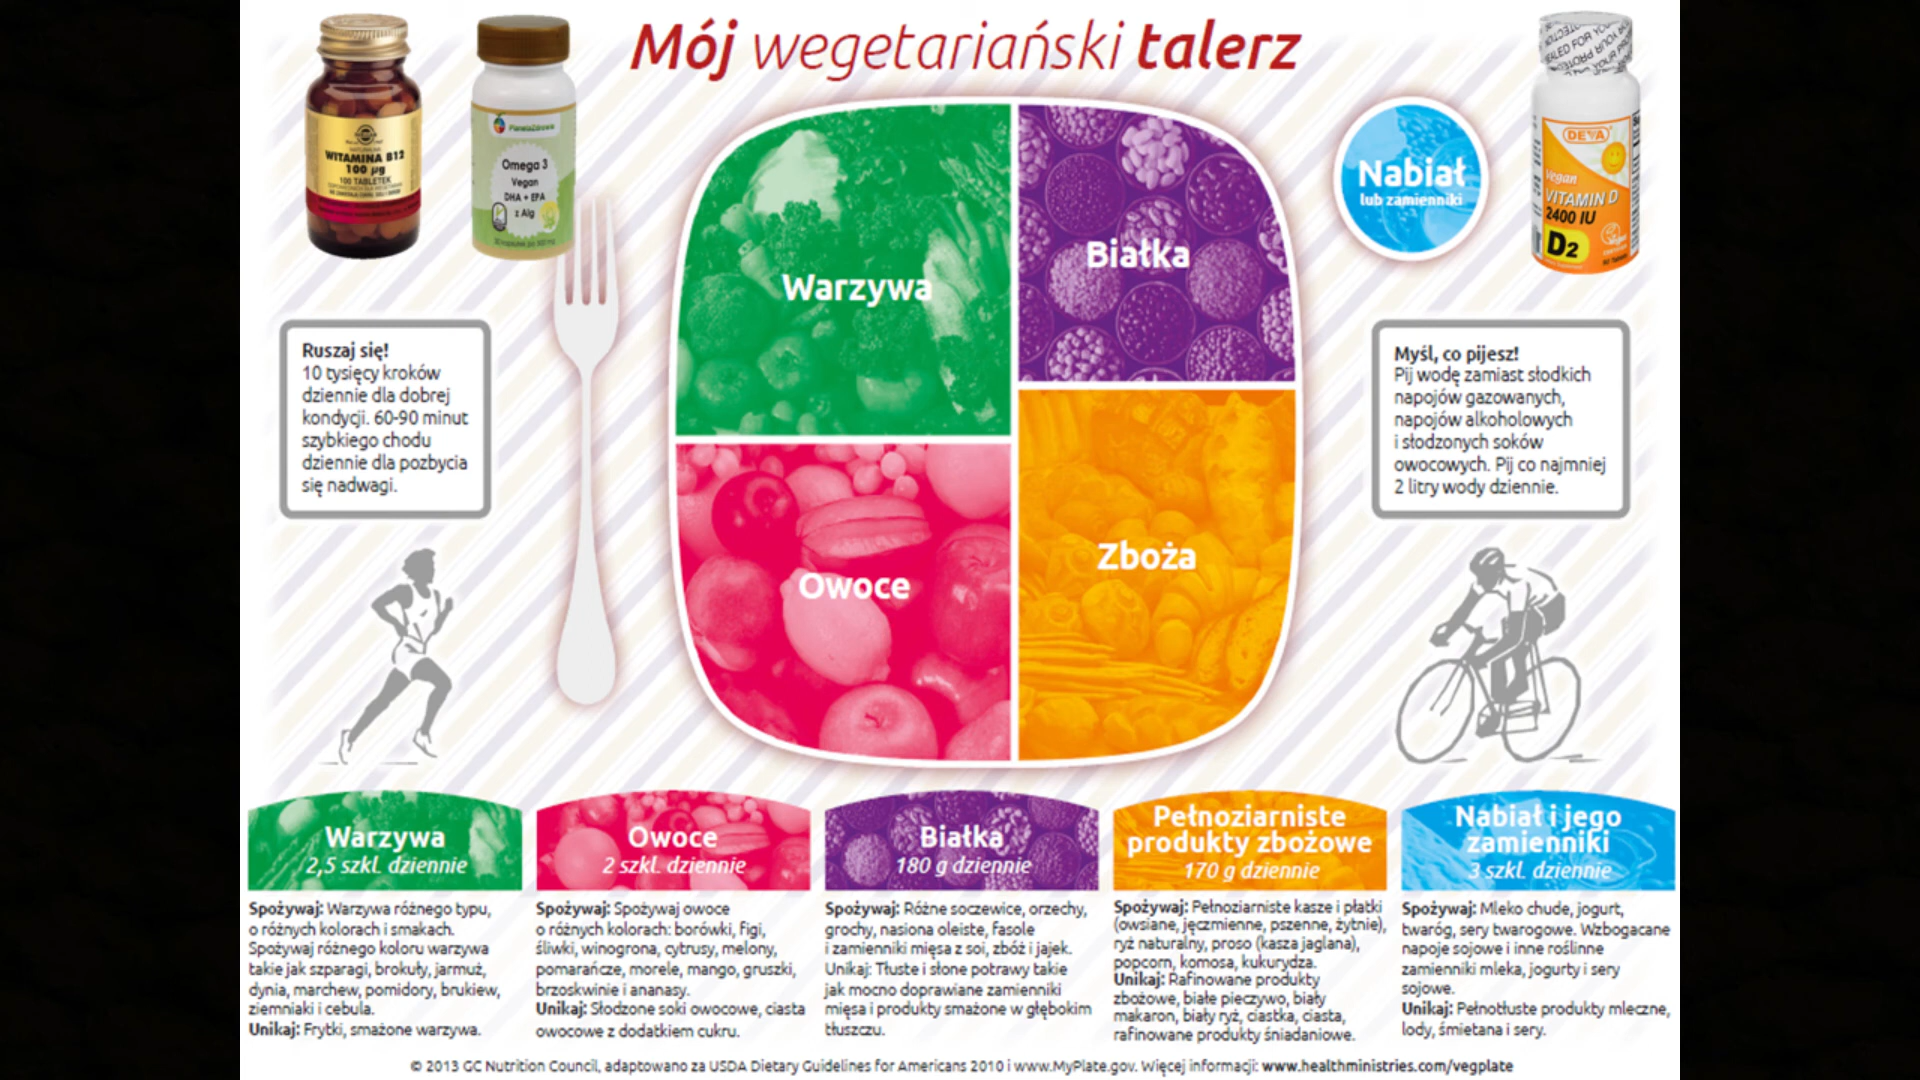 Mój wegetariański talerz
WITAMINA B12
100 µg
100 TABLETEK
PlanetaZdrowie
Omega 3
Vegan
DHA + EPA
z Alg
DEVA
Vegan
VITAMIN D
2400 IU
D2
Nabiał
lub zamienniki
Warzywa
Białka
Owoce
Zboża
Ruszaj się!
10 tysięcy kroków
dziennie dla dobrej
kondycji. 60-90 minut
szybkiego chodu
dziennie dla pozbycia
się nadwagi.
Myśl, co pijesz!
Pij wodę zamiast słodkich
napojów gazowanych,
napojów alkoholowych
i słodzonych soków
owocowych. Pij co najmniej
2 litry wody dziennie.
Warzywa
2,5 szkl. dziennie
Spożywaj: Warzywa różnego typu,
o różnych kolorach i smakach.
Spożywaj różnego koloru warzywa
takie jak szparagi, brokuły, jarmuż,
dynia, marchew, pomidory, brukiew,
ziemniaki i cebula.
Unikaj: Frytki, smażone warzywa.
Owoce
2 szkl. dziennie
Spożywaj: Spożywaj owoce
o różnych kolorach: borówki, figi,
śliwki, winogrona, cytrusy, melony,
pomarańcze, morele, mango, gruszki,
brzoskwinie i ananasy.
Unikaj: Słodzone soki owocowe, ciasta
owocowe z dodatkiem cukru.
Białka
180 g dziennie
Spożywaj: Różne soczewice, orzechy,
grochy, nasiona oleiste, fasole
i zamienniki mięsa z soi, zbóż i jajek.
Unikaj: Tłuste i słone potrawy takie
jak mocno doprawiane zamienniki
mięsa i produkty smażone w głębokim
tłuszczu.
Pełnoziarniste
produkty zbożowe
170 g dziennie
Spożywaj: Pełnoziarniste kasze i płatki
(owsiane, jęczmienne, pszenne, żytnie),
ryż naturalny, proso (kasza jaglana),
popcorn, komosa, kukurydza.
Unikaj: Rafinowane produkty
zbożowe, białe pieczywo, biały
makaron, biały ryż, ciastka, ciasta,
rafinowane produkty śniadaniowe.
Nabiał i jego
zamienniki
3 szkl. dziennie
Spożywaj: Mleko chude, jogurt,
twaróg, sery twarogowe. Wzbogacane
napoje sojowe i inne roślinne
zamienniki mleka, jogurty i sery
sojowe.
Unikaj: Pełnotłuste produkty mleczne,
lody, śmietana i sery.
© 2013 GC Nutrition Council, adaptowano za USDA Dietary Guidelines for Americans 2010 i www.MyPlate.gov. Więcej informacji: www.healthministries.com/vegplate